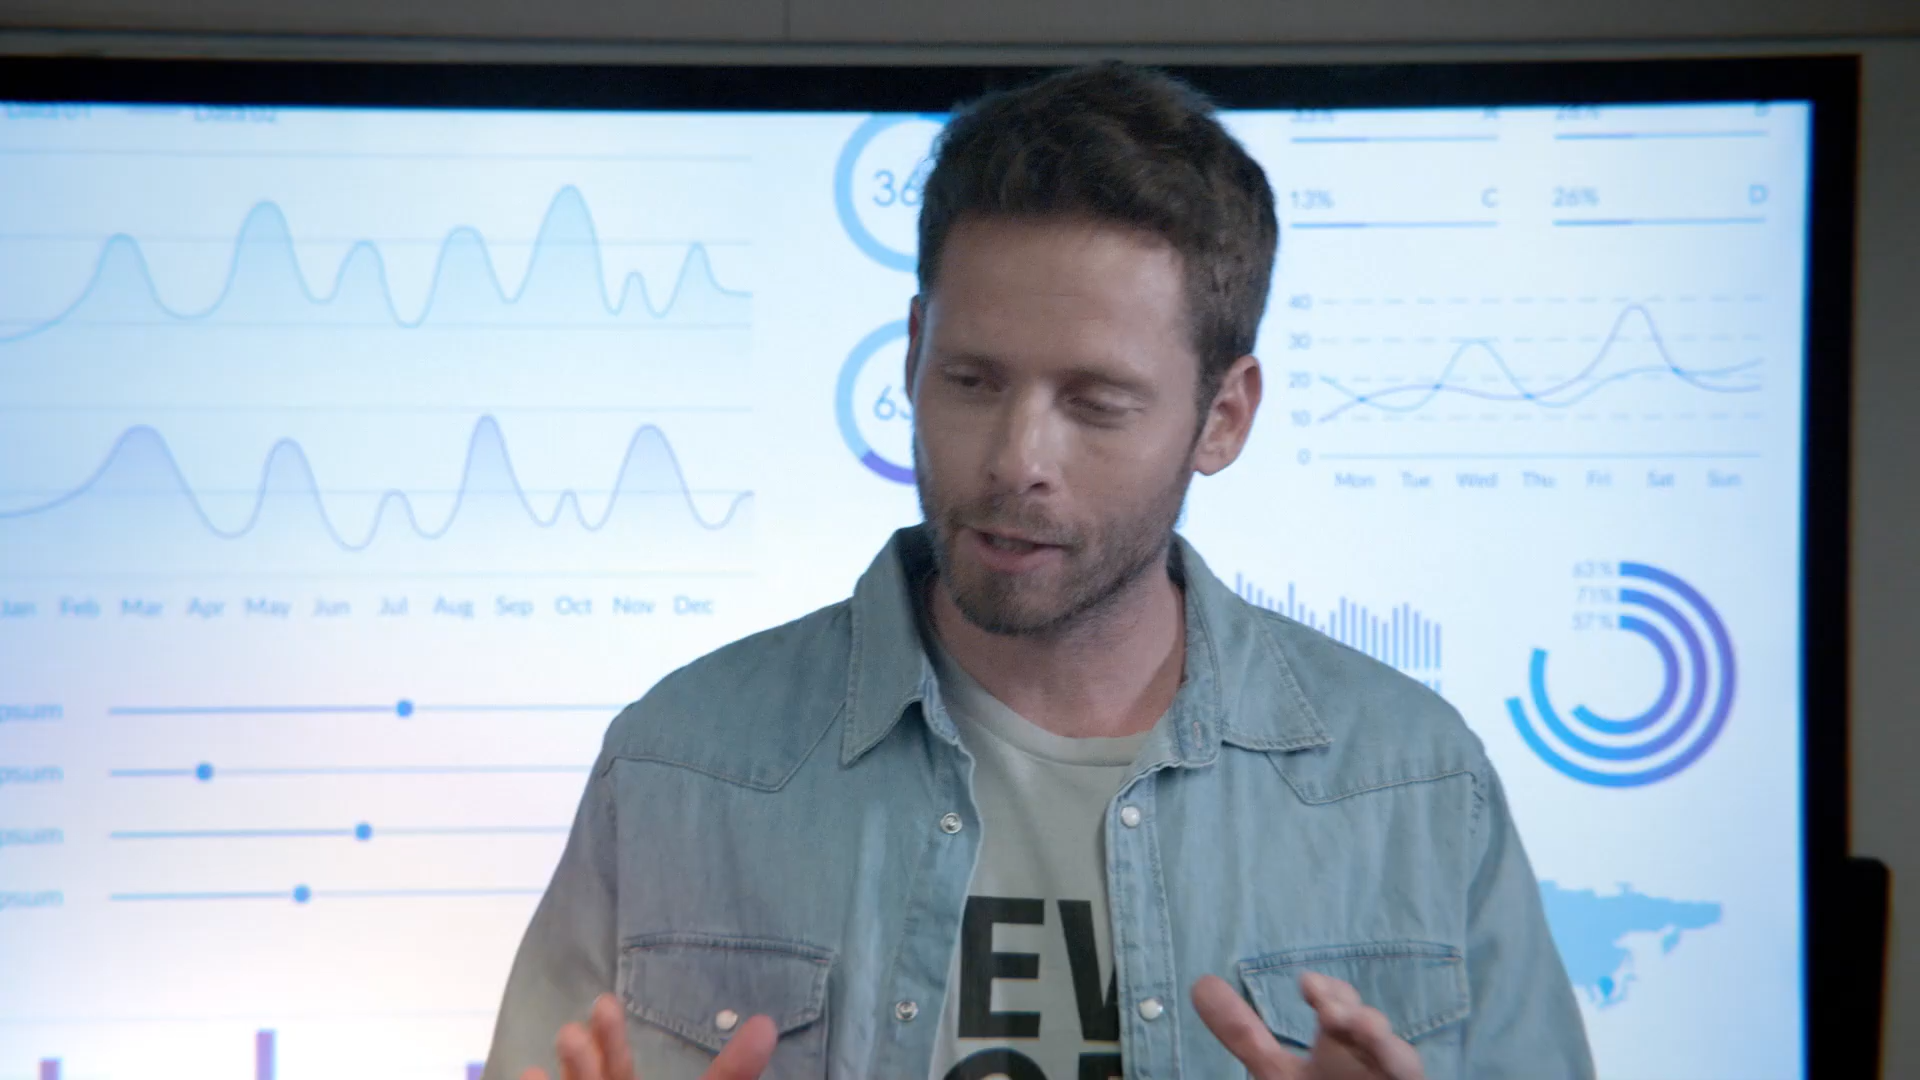 Data 01 Data 02
Jan Feb Mar Apr May Jun Jul Aug Sep Oct Nov Dec
psum
psum
psum
psum
36
63
A
B
13% C 26% D
40
30
20
10
0
Mon Tue Wed Thu Fri Sat Sun
63%
71%
57%
EV